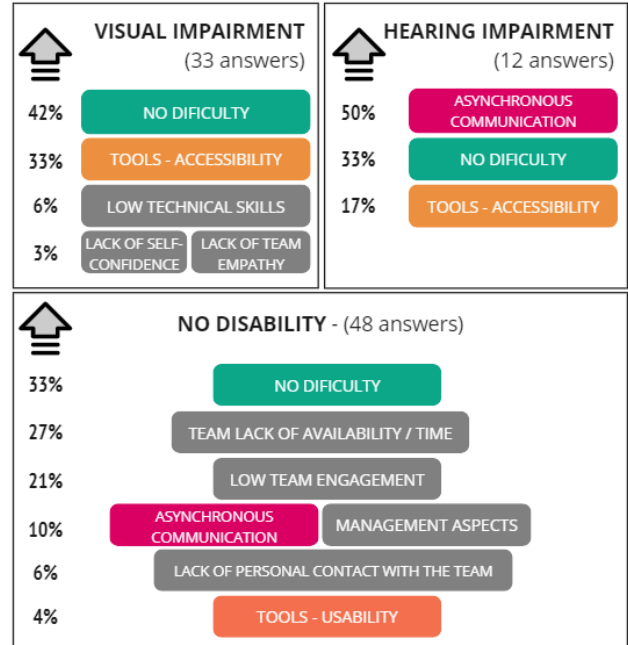 VISUAL IMPAIRMENT
(33 answers)
42% NO DIFICULTY
33% TOOLS - ACCESSIBILITY
6% LOW TECHNICAL SKILLS
3% LACK OF SELF-
CONFIDENCE
LACK OF TEAM
EMPATHY
HEARING IMPAIRMENT
(12 answers)
50% ASYNCHRONOUS
COMMUNICATION
33% NO DIFICULTY
17% TOOLS - ACCESSIBILITY
NO DISABILITY - (48 answers)
33% NO DIFICULTY
27% TEAM LACK OF AVAILABILITY / TIME
21% LOW TEAM ENGAGEMENT
10% ASYNCHRONOUS
COMMUNICATION
MANAGEMENT ASPECTS
6% LACK OF PERSONAL CONTACT WITH THE TEAM
4% TOOLS - USABILITY